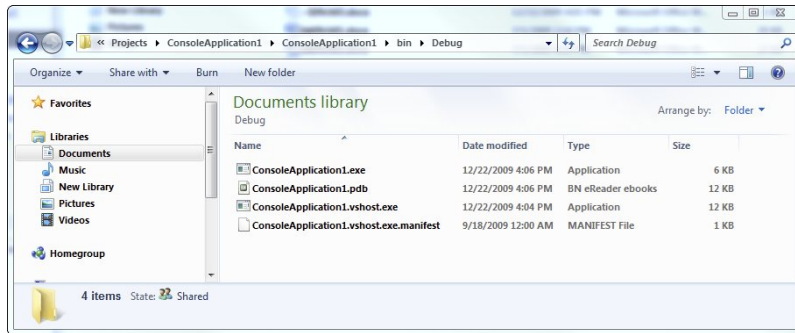 « Projects ▸ ConsoleApplication1 ▸ ConsoleApplication1 ▸ bin ▸ Debug
Search Debug
Organize ▾ Share with ▾ Burn New folder
Favorites
Libraries
Documents
Music
New Library
Pictures
Videos
Homegroup
Documents library
Debug
Arrange by: Folder ▾
Name Date modified Type Size
ConsoleApplication1.exe 12/22/2009 4:06 PM Application 6 KB
ConsoleApplication1.pdb 12/22/2009 4:06 PM BN eReader ebooks 12 KB
ConsoleApplication1.vshost.exe 12/22/2009 4:04 PM Application 12 KB
ConsoleApplication1.vshost.exe.manifest 9/18/2009 12:00 AM MANIFEST File 1 KB
4 items State: Shared